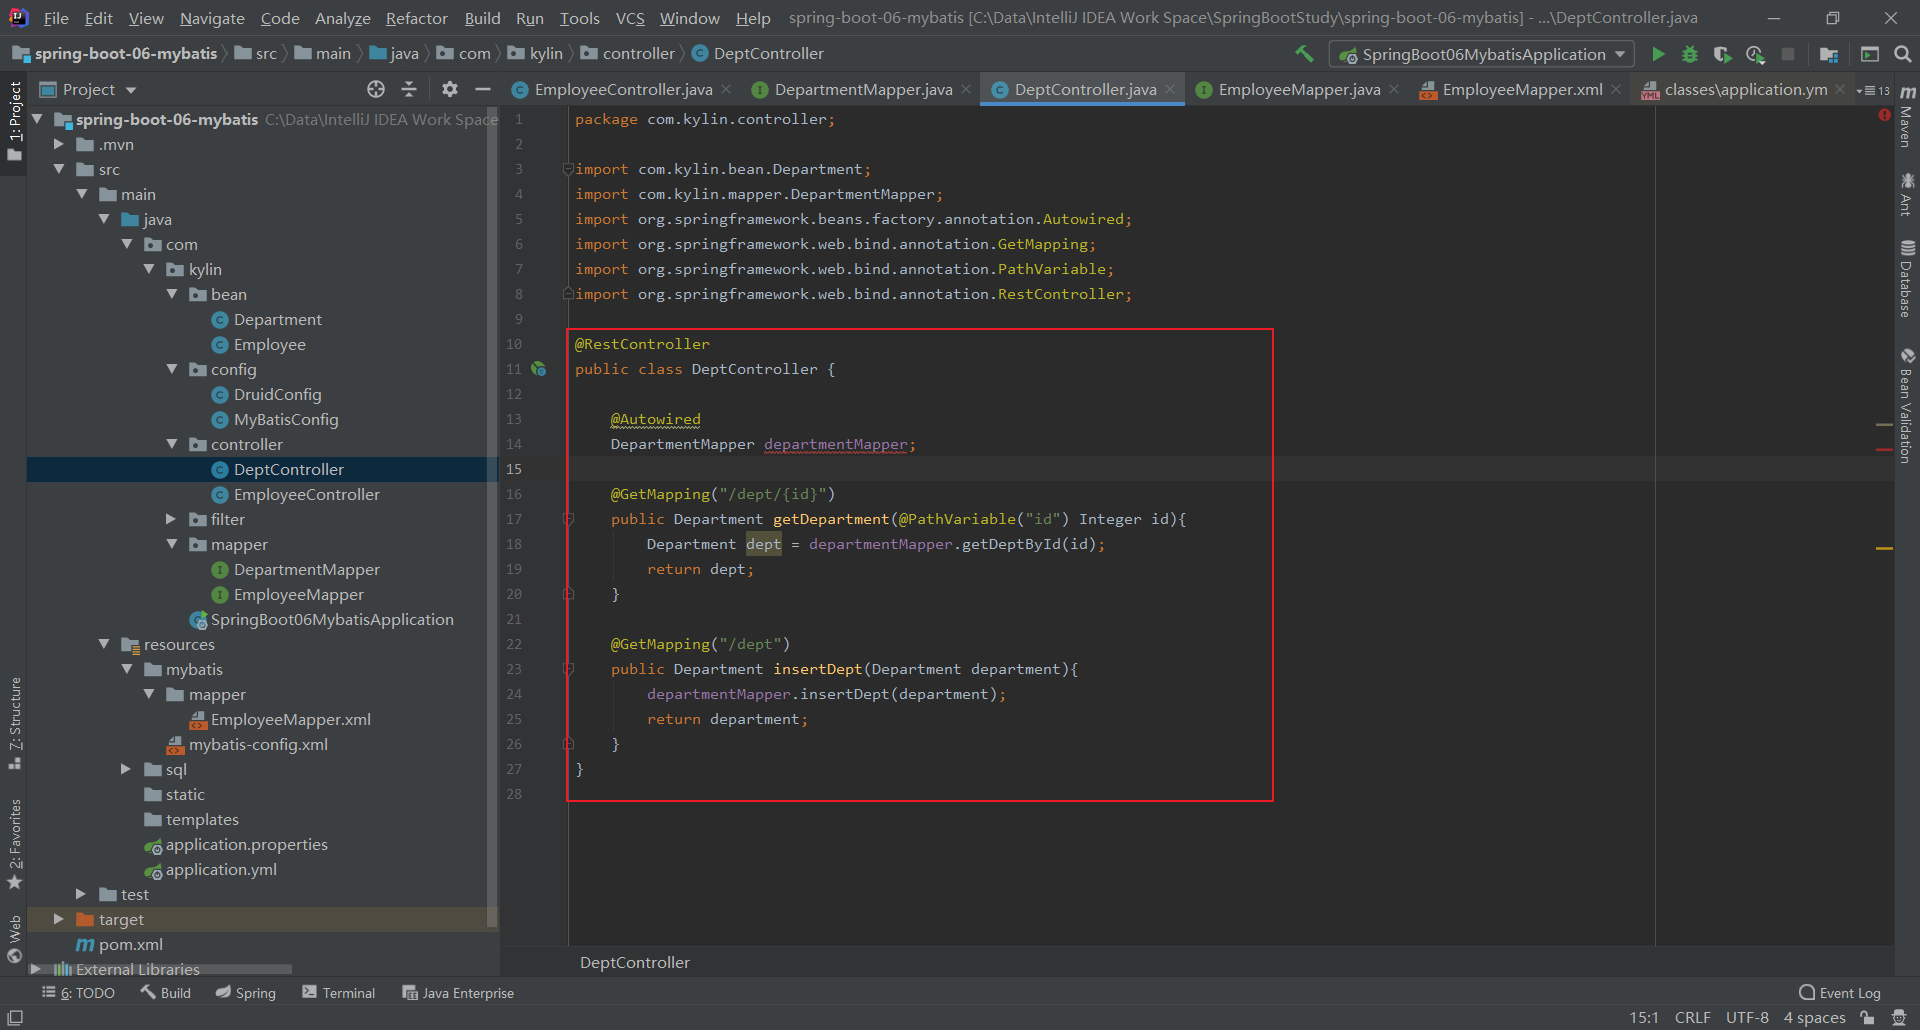 File Edit View Navigate Code Analyze Refactor Build Run Tools VCS Window Help spring-boot-06-mybatis [C:\Data\IntelliJ IDEA Work Space\SpringBootStudy\spring-boot-06-mybatis] - ...\DeptController.java
spring-boot-06-mybatis src main java com kylin controller DeptController SpringBoot06MybatisApplication
Project
EmployeeController.java DepartmentMapper.java DeptController.java EmployeeMapper.java EmployeeMapper.xml classes\application.ym 13
1: Project
7: Structure
2: Favorites
Web
spring-boot-06-mybatis C:\Data\IntelliJ IDEA Work Space
.mvn
src
main
java
com
kylin
bean
Department
Employee
config
DruidConfig
MyBatisConfig
controller
DeptController
EmployeeController
filter
mapper
DepartmentMapper
EmployeeMapper
SpringBoot06MybatisApplication
resources
mybatis
mapper
EmployeeMapper.xml
mybatis-config.xml
sql
static
templates
application.properties
application.yml
test
target
pom.xml
External Libraries
1 package com.kylin.controller;
2
3 import com.kylin.bean.Department;
4 import com.kylin.mapper.DepartmentMapper;
5 import org.springframework.beans.factory.annotation.Autowired;
6 import org.springframework.web.bind.annotation.GetMapping;
7 import org.springframework.web.bind.annotation.PathVariable;
8 import org.springframework.web.bind.annotation.RestController;
9
10 @RestController
11 public class DeptController {
12
13 @Autowired
14 DepartmentMapper departmentMapper;
15
16 @GetMapping("/dept/{id}")
17 public Department getDepartment(@PathVariable("id") Integer id){
18 Department dept = departmentMapper.getDeptById(id);
19 return dept;
20 }
21
22 @GetMapping("/dept")
23 public Department insertDept(Department department){
24 departmentMapper.insertDept(department);
25 return department;
26 }
27 }
28
DeptController
Maven
Ant
Database
Bean Validation
6: TODO Build Spring Terminal Java Enterprise Event Log
15:1 CRLF UTF-8 4 spaces